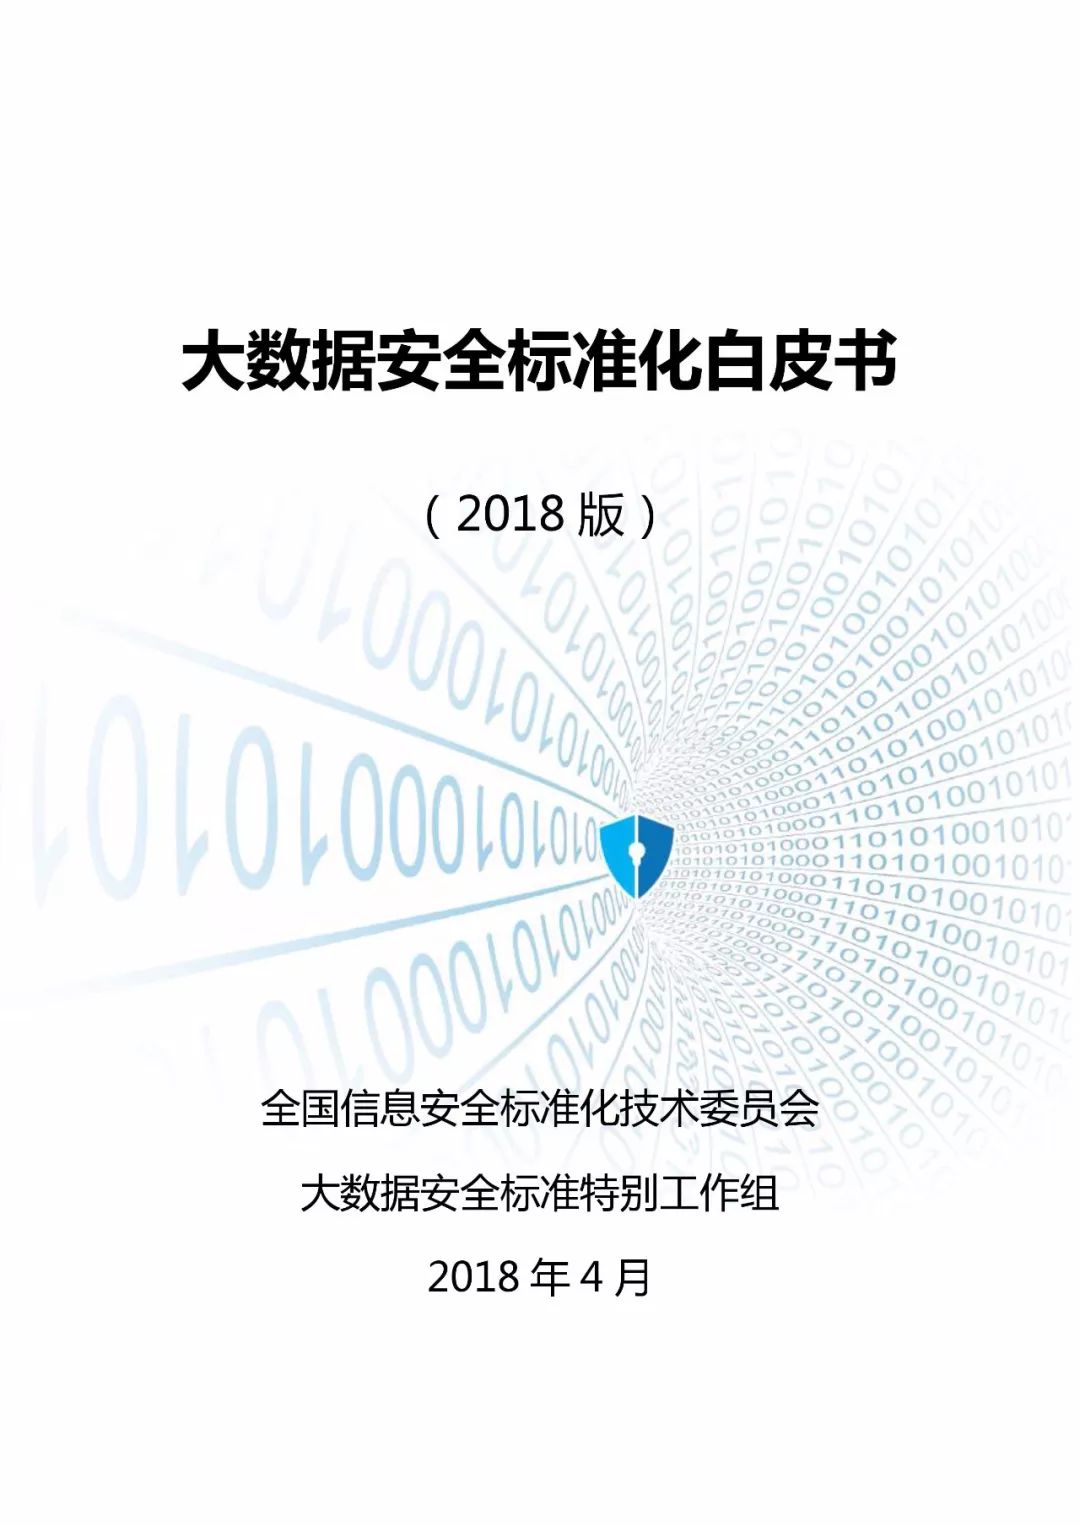 大数据安全标准化白皮书
（2018 版）
全国信息安全标准化技术委员会
大数据安全标准特别工作组
2018 年 4 月